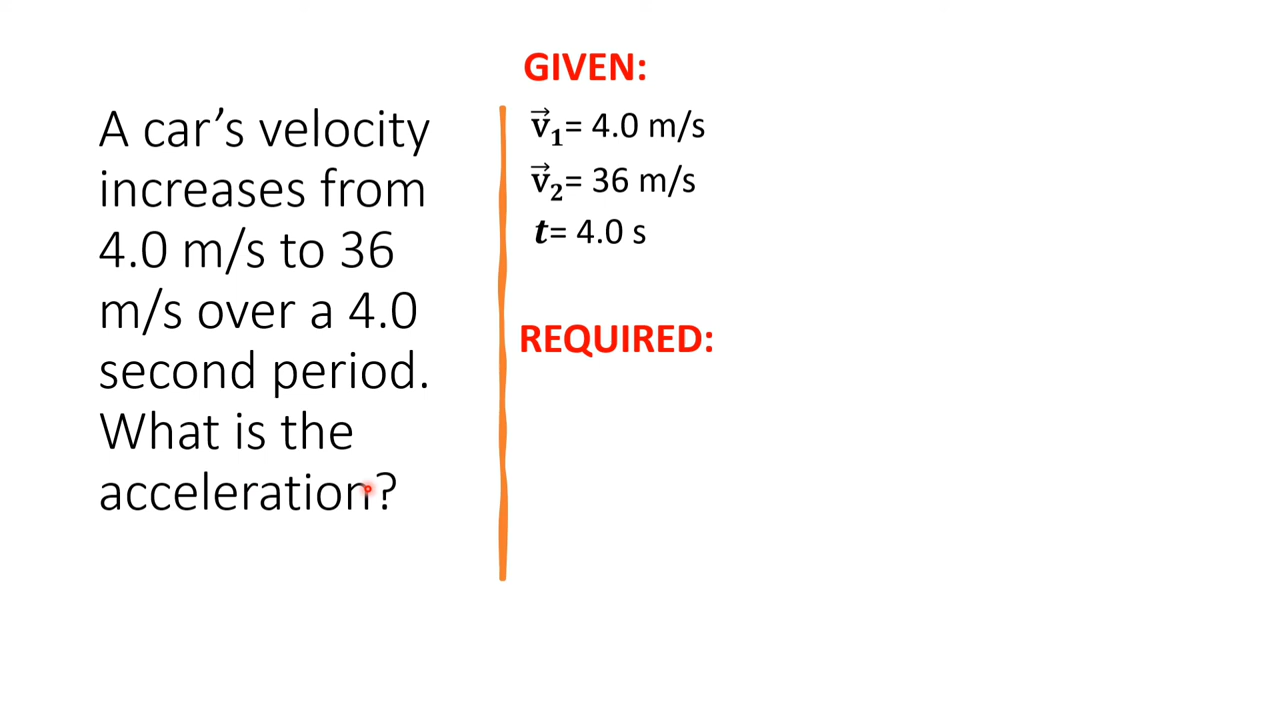 A car’s velocity
increases from
4.0 m/s to 36
m/s over a 4.0
second period.
What is the
acceleration?
GIVEN:
v⃗₁= 4.0 m/s
v⃗₂= 36 m/s
t= 4.0 s
REQUIRED: